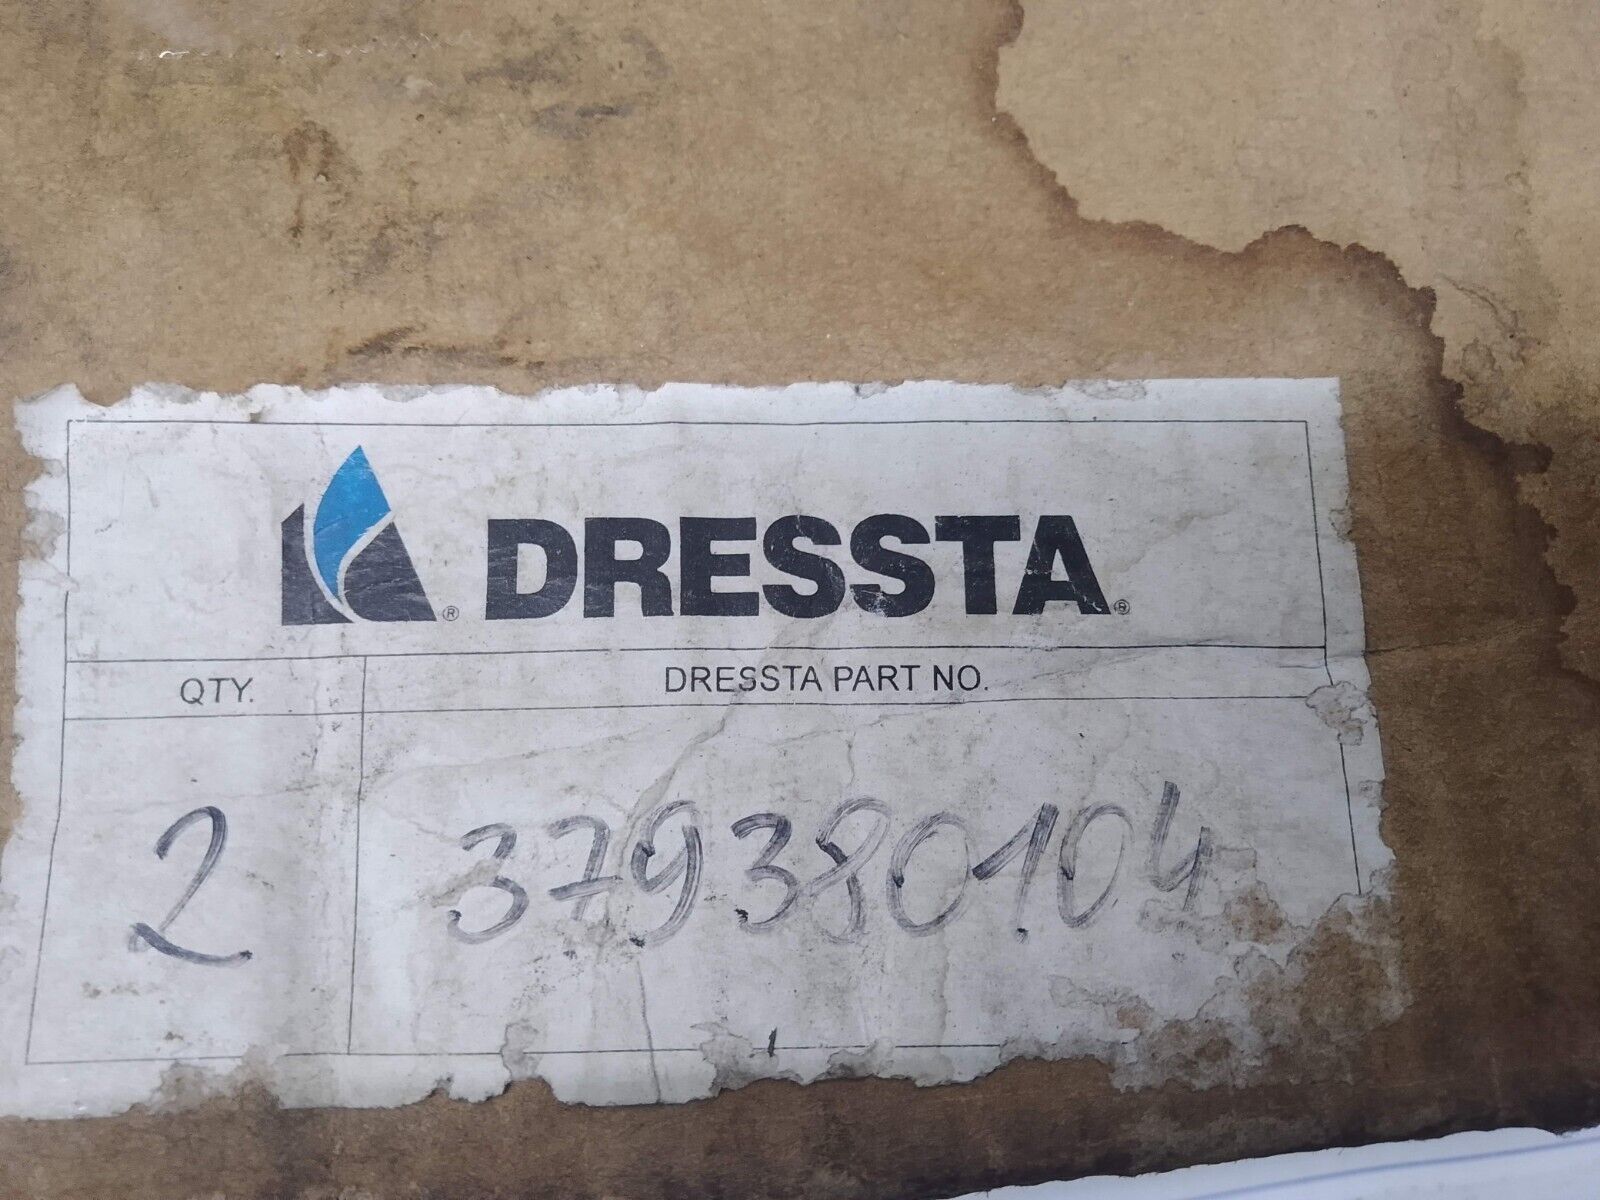 ® DRESSTA®
QTY. DRESSTA PART NO.
2 379380104